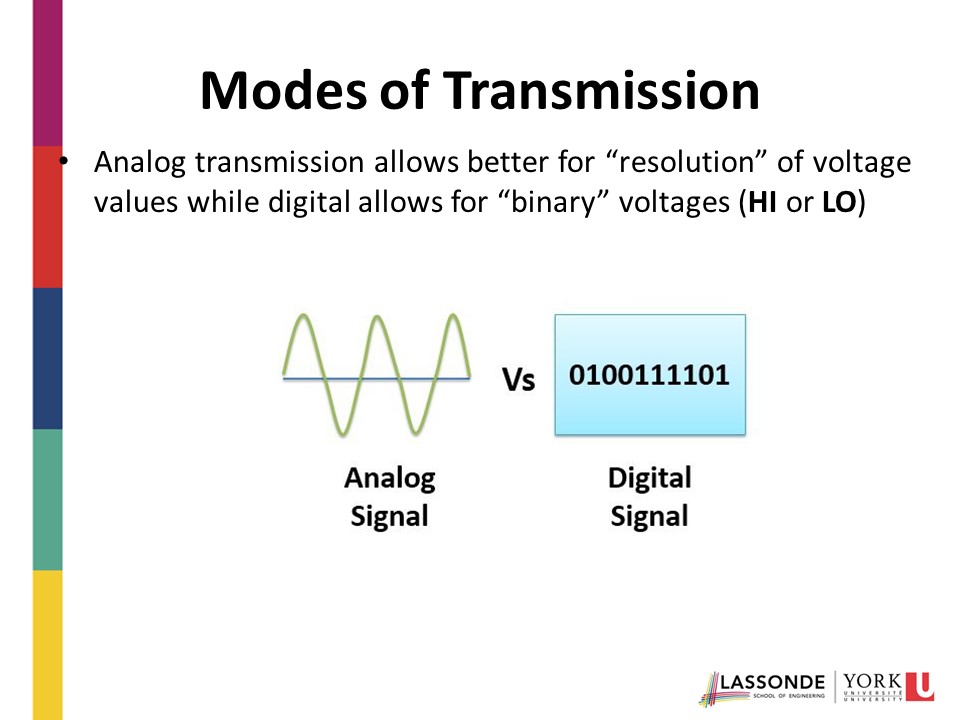 Modes of Transmission
• Analog transmission allows better for “resolution” of voltage
values while digital allows for “binary” voltages (HI or LO)
Vs
0100111101
Analog
Signal
Digital
Signal
LASSONDE
SCHOOL OF ENGINEERING
YORK
UNIVERSITÉ
UNIVERSITY
U